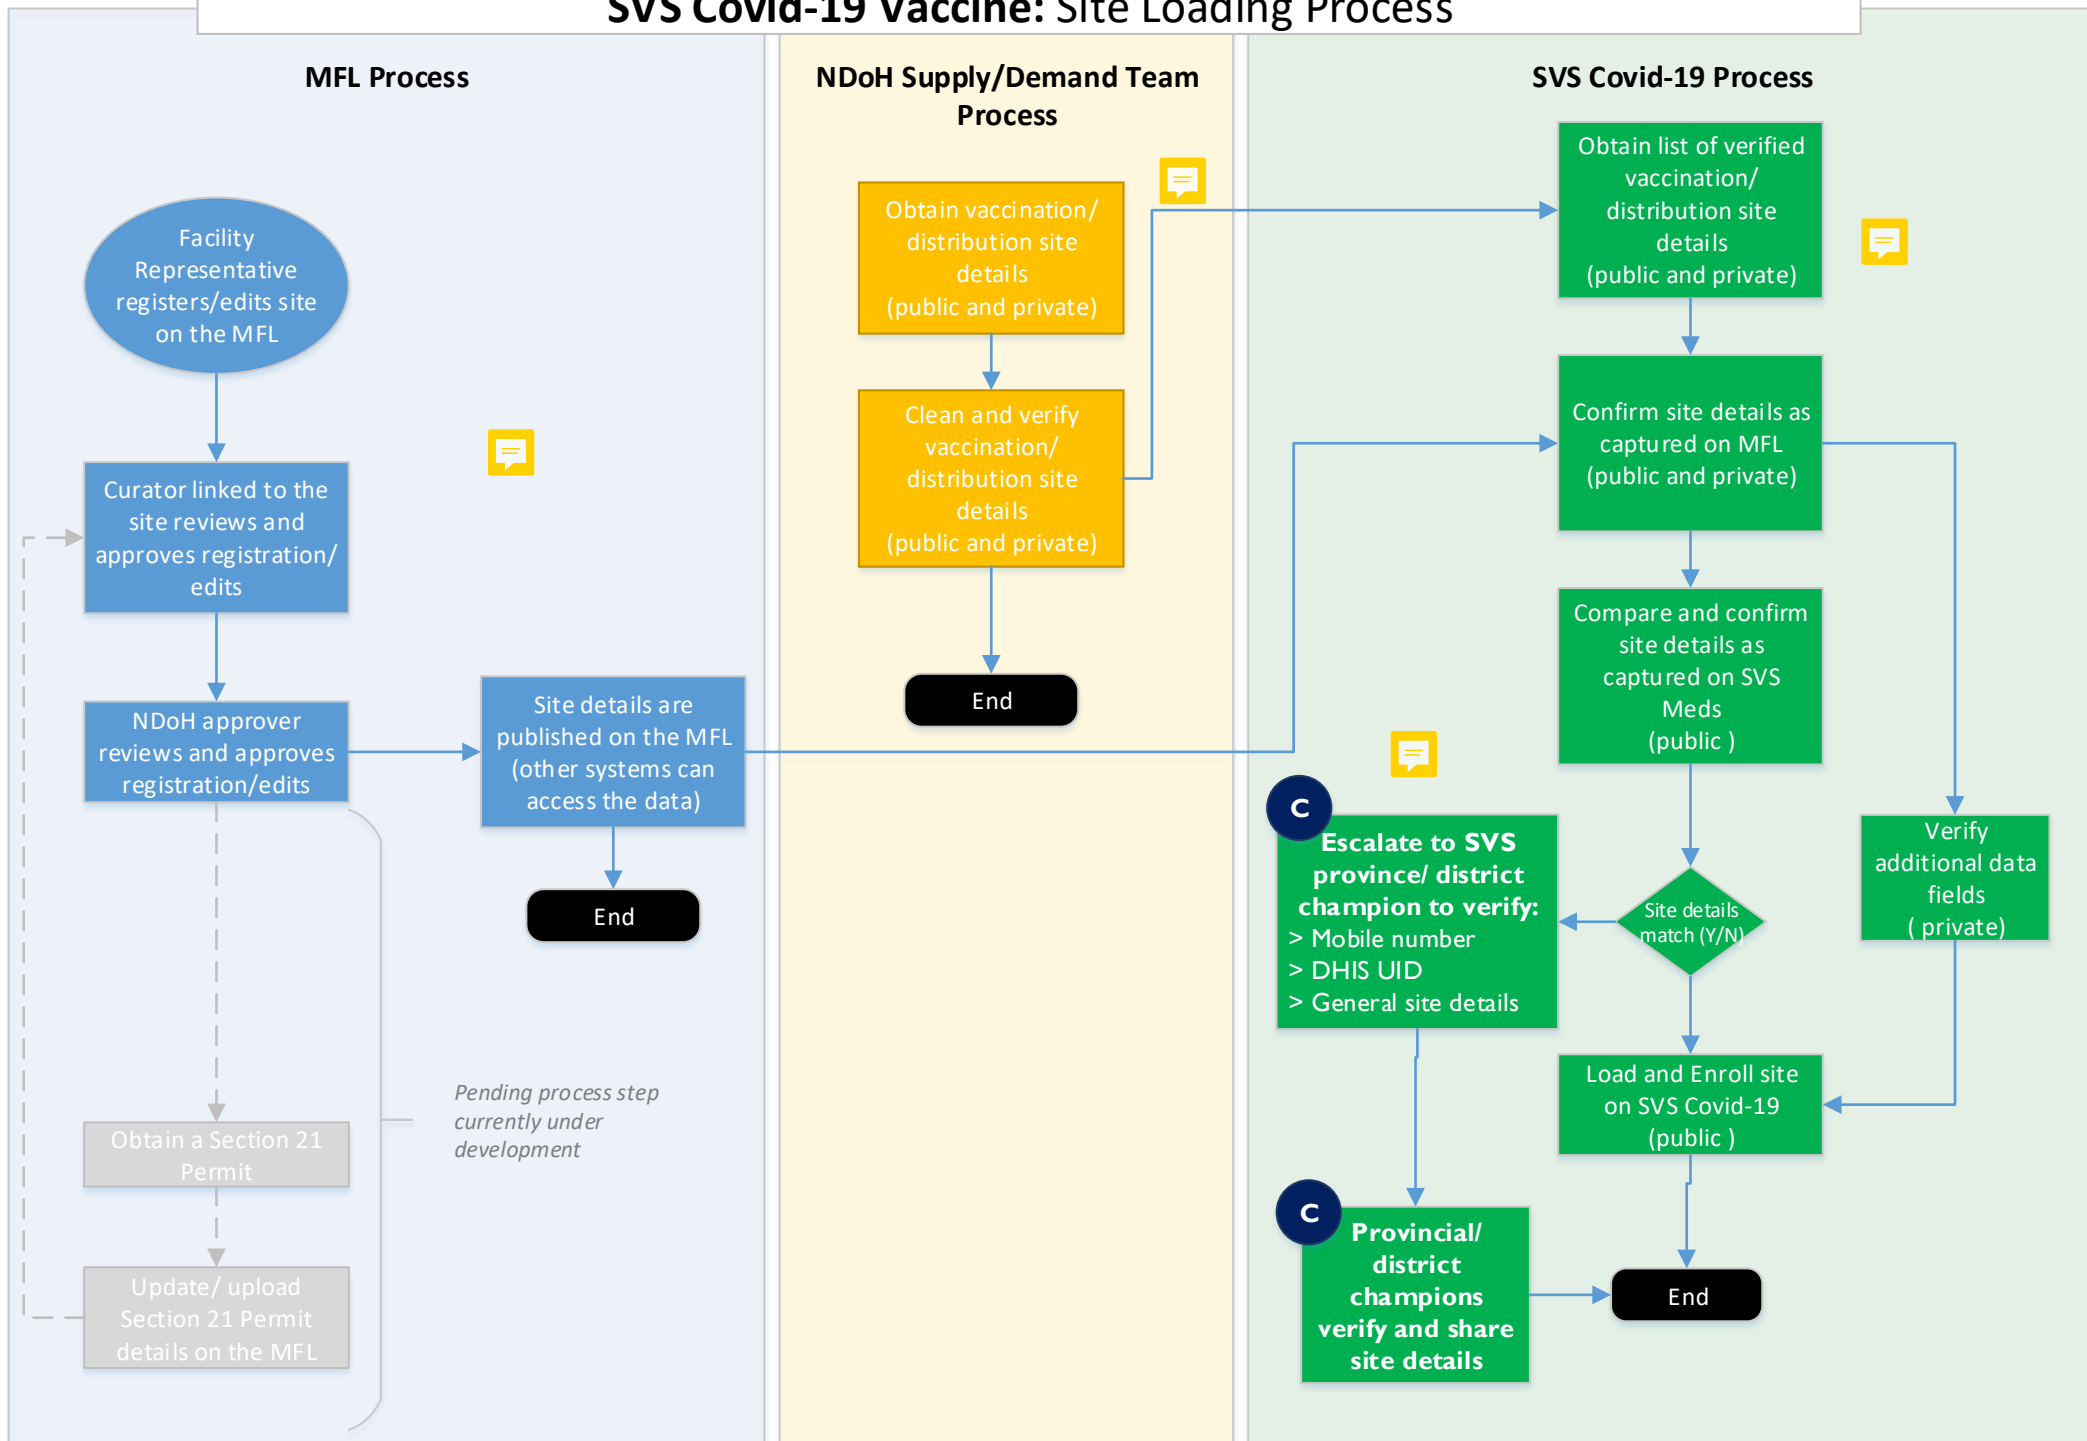 SVS Covid-19 Vaccine: Site Loading Process
MFL Process
Facility
Representative
registers/edits site
on the MFL
Curator linked to the
site reviews and
approves registration/
edits
NDoH approver
reviews and approves
registration/edits
Site details are
published on the MFL
(other systems can
access the data)
End
Pending process step
currently under
development
Obtain a Section 21
Permit
Update/ upload
Section 21 Permit
details on the MFL
NDoH Supply/Demand Team
Process
Obtain vaccination/
distribution site
details
(public and private)
Clean and verify
vaccination/
distribution site
details
(public and private)
End
SVS Covid-19 Process
Obtain list of verified
vaccination/
distribution site
details
(public and private)
Confirm site details as
captured on MFL
(public and private)
Compare and confirm
site details as
captured on SVS
Meds
(public )
C
Escalate to SVS
province/ district
champion to verify:
> Mobile number
> DHIS UID
> General site details
Site details
match (Y/N)
Verify
additional data
fields
( private)
Load and Enroll site
on SVS Covid-19
(public )
C
Provincial/
district
champions
verify and share
site details
End